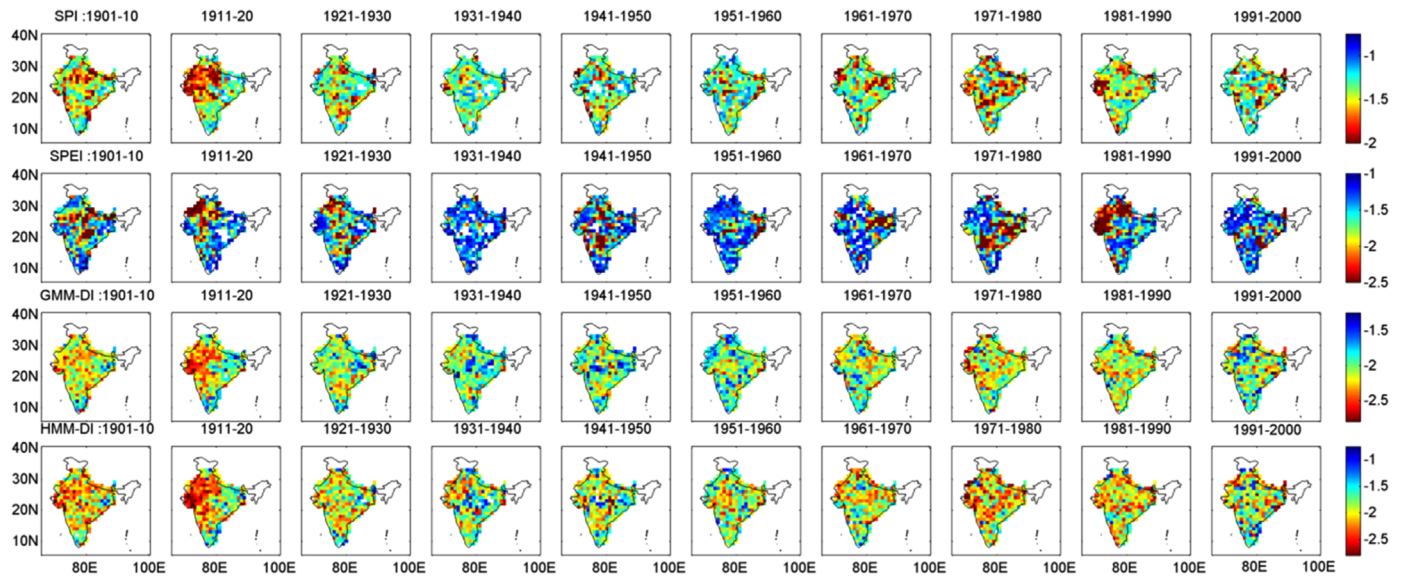 SPI :1901-10 1911-20 1921-1930 1931-1940 1941-1950 1951-1960 1961-1970 1971-1980 1981-1990 1991-2000
40N
30N
20N
10N
-1
-1.5
-2
SPEI :1901-10 1911-20 1921-1930 1931-1940 1941-1950 1951-1960 1961-1970 1971-1980 1981-1990 1991-2000
40N
30N
20N
10N
-1
-1.5
-2
-2.5
GMM-DI :1901-10 1911-20 1921-1930 1931-1940 1941-1950 1951-1960 1961-1970 1971-1980 1981-1990 1991-2000
40N
30N
20N
10N
-1.5
-2
-2.5
HMM-DI :1901-10 1911-20 1921-1930 1931-1940 1941-1950 1951-1960 1961-1970 1971-1980 1981-1990 1991-2000
40N
30N
20N
10N
-1
-1.5
-2
-2.5
80E 100E 80E 100E 80E 100E 80E 100E 80E 100E 80E 100E 80E 100E 80E 100E 80E 100E 80E 100E